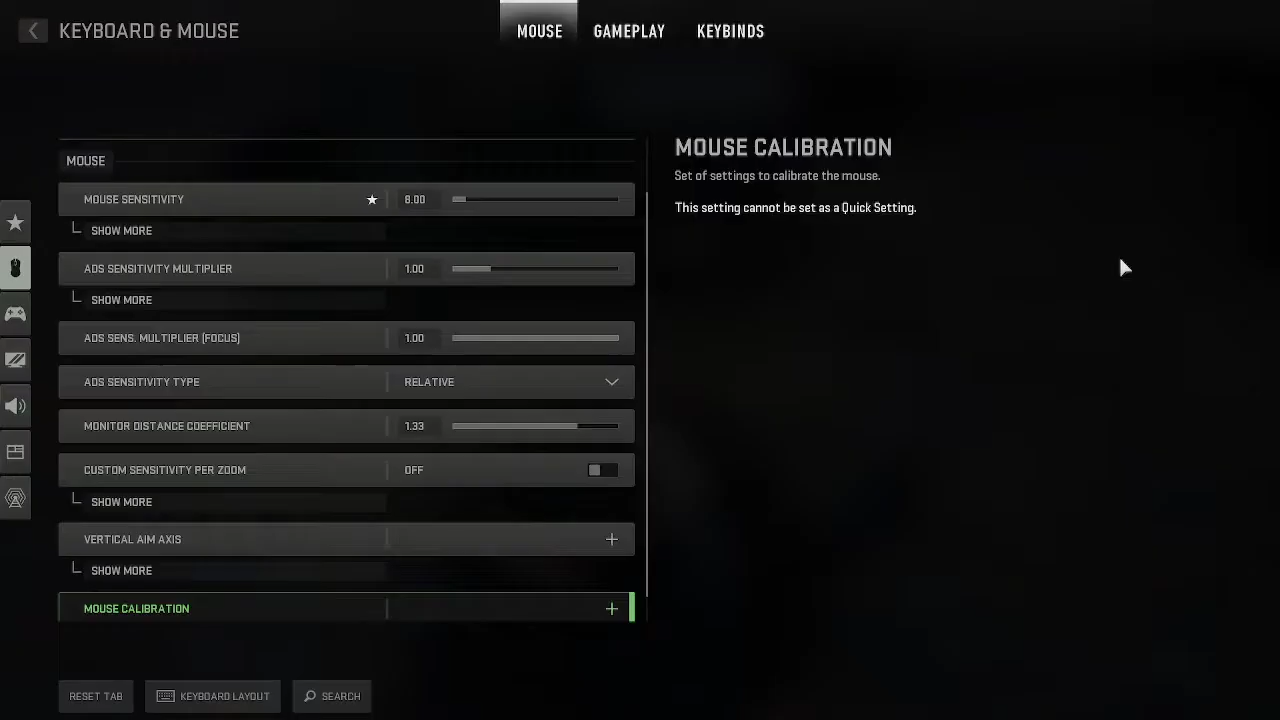 KEYBOARD & MOUSE
MOUSE
GAMEPLAY
KEYBINDS
MOUSE
MOUSE SENSITIVITY 8.00
SHOW MORE
ADS SENSITIVITY MULTIPLIER 1.00
SHOW MORE
ADS SENS. MULTIPLIER (FOCUS) 1.00
ADS SENSITIVITY TYPE RELATIVE
MONITOR DISTANCE COEFFICIENT 1.33
CUSTOM SENSITIVITY PER ZOOM OFF
SHOW MORE
VERTICAL AIM AXIS
SHOW MORE
MOUSE CALIBRATION
RESET TAB
KEYBOARD LAYOUT
SEARCH
MOUSE CALIBRATION
Set of settings to calibrate the mouse.
This setting cannot be set as a Quick Setting.